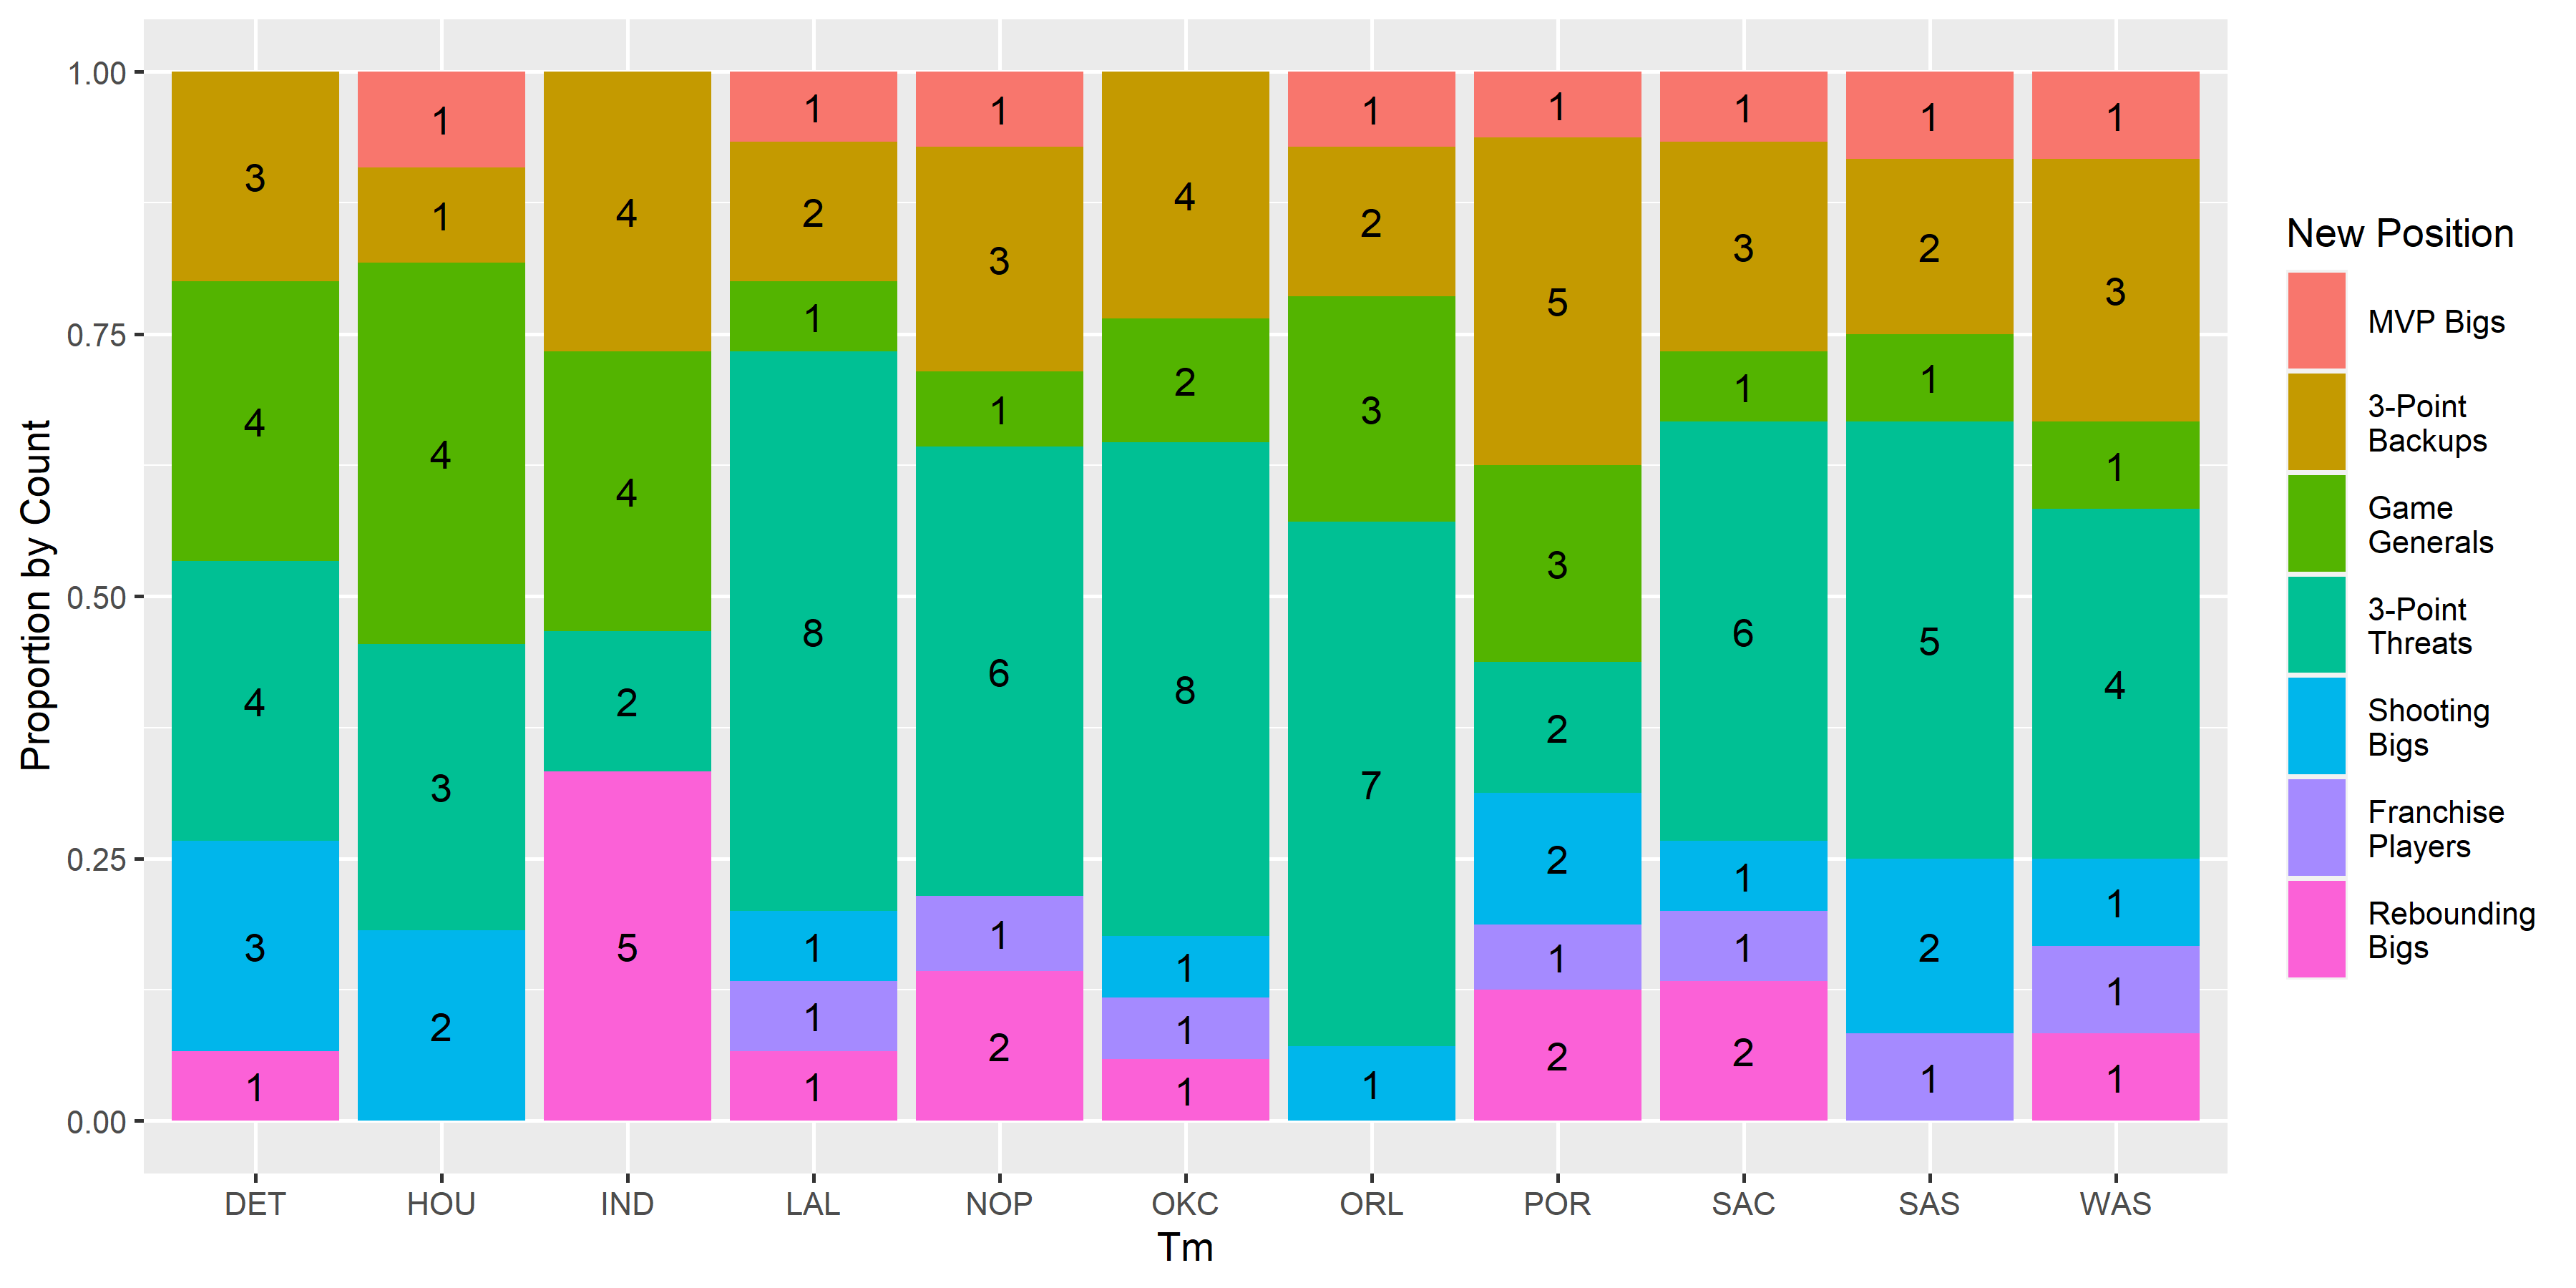 1.00
0.75
0.50
0.25
0.00
Proportion by Count
1 1 1 1 1 1 1 1
3 1 4 2 3 4 2 5 3 2 3
4 4 4 1 1 2 3 3 1 1 1
4 3 2 8 6 8 7 2 6 5 4
3 2 1 1 1 2 1 2 1
1 1 1 1 1 1 1
1 5 1 2 1 2 2 1
DET HOU IND LAL NOP OKC ORL POR SAC SAS WAS
Tm
New Position
MVP Bigs
3-Point
Backups
Game
Generals
3-Point
Threats
Shooting
Bigs
Franchise
Players
Rebounding
Bigs